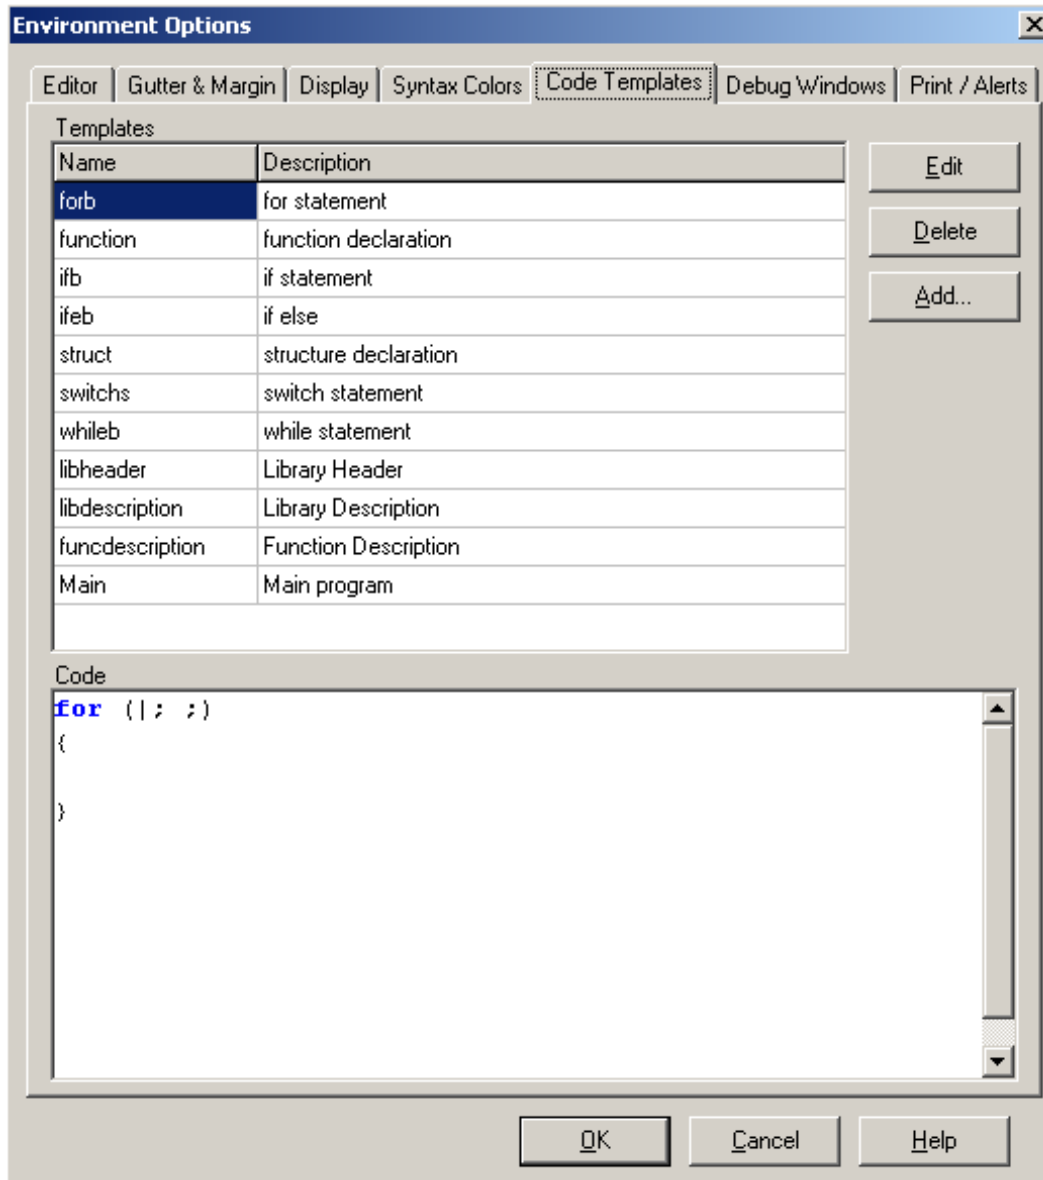 Environment Options
Editor Gutter & Margin Display Syntax Colors Code Templates Debug Windows Print / Alerts
Templates
Name Description
Edit
forb for statement
function function declaration
Delete
ifb if statement
Add...
ifeb if else
struct structure declaration
switchs switch statement
whileb while statement
libheader Library Header
libdescription Library Description
funcdescription Function Description
Main Main program
Code
for (|; ;)
{
}
OK Cancel Help